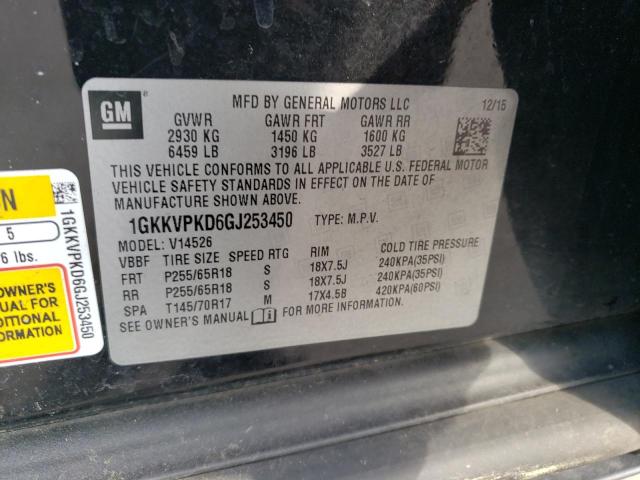 GM
MFD BY GENERAL MOTORS LLC 12/15
GVWR GAWR FRT GAWR RR
2930 KG 1450 KG 1600 KG
6459 LB 3196 LB 3527 LB
THIS VEHICLE CONFORMS TO ALL APPLICABLE U.S. FEDERAL MOTOR
VEHICLE SAFETY STANDARDS IN EFFECT ON THE DATE OF
MANUFACTURE SHOWN ABOVE.
1GKKVPKD6GJ253450 TYPE: M.P.V.
MODEL: V14526
VBBF TIRE SIZE SPEED RTG RIM COLD TIRE PRESSURE
FRT P255/65R18 S 18X7.5J 240KPA(35PSI)
RR P255/65R18 S 18X7.5J 240KPA(35PSI)
SPA T145/70R17 M 17X4.5B 420KPA(60PSI)
SEE OWNER'S MANUAL FOR MORE INFORMATION.
5
6 lbs.
OWNER'S
1GKKVPKD6GJ253450